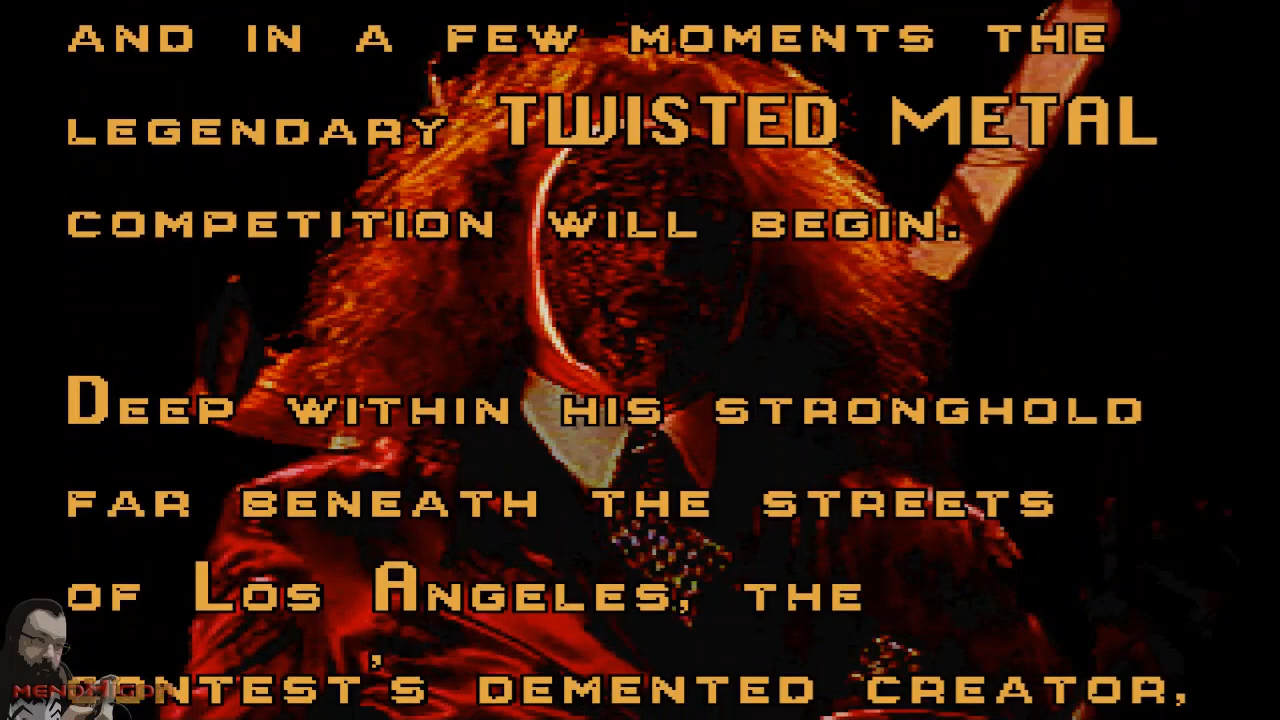 AND IN A FEW MOMENTS THE
LEGENDARY TWISTED METAL
COMPETITION WILL BEGIN.
DEEP WITHIN HIS STRONGHOLD
FAR BENEATH THE STREETS
OF LOS ANGELES, THE
CONTEST'S DEMENTED CREATOR,